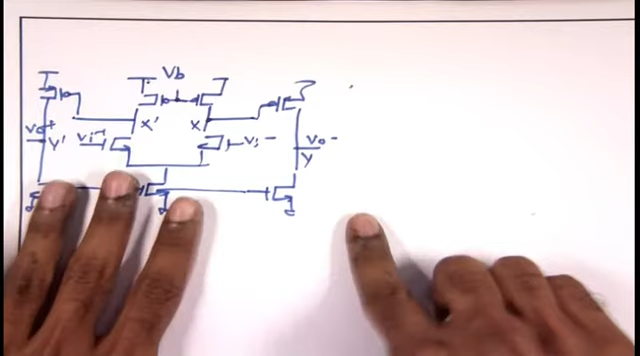 Vb
X' X
Vo+ Vi+ Vi- Vo-
Y' Y